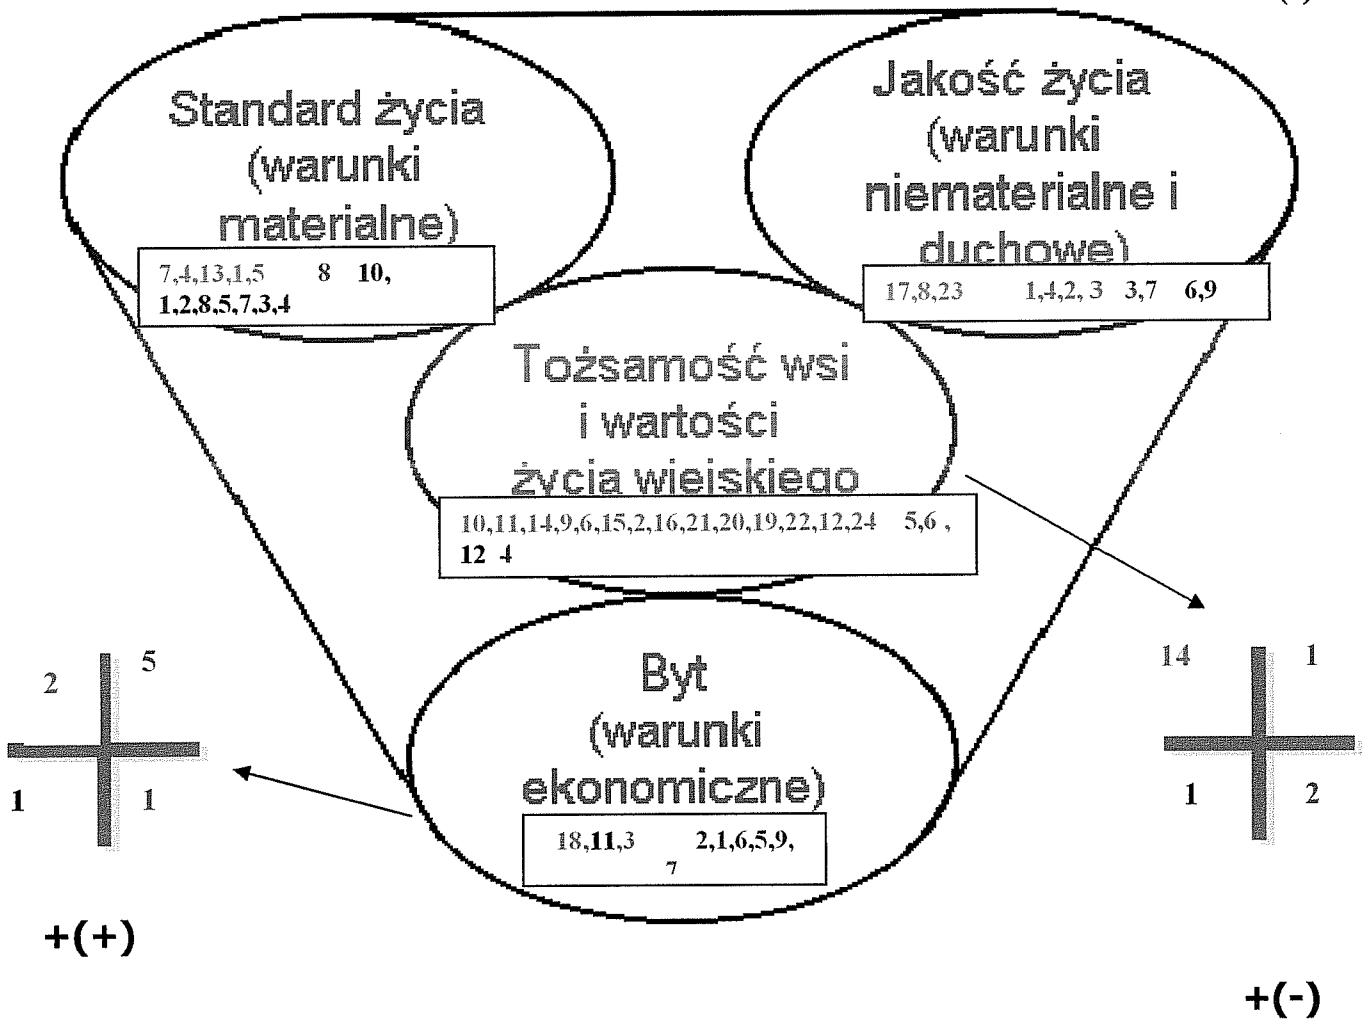 Standard życia
(warunki
materialne)
7,4,13,1,5 8 10,
1,2,8,5,7,3,4
Jakość życia
(warunki
niematerialne i
duchowe)
17,8,23 1,4,2, 3 3,7 6,9
Tożsamość wsi
i wartości
życia wiejskiego
10,11,14,9,6,15,2,16,21,20,19,22,12,24 5,6 ,
12 4
Byt
(warunki
ekonomiczne)
18,11,3 2,1,6,5,9,
7
2 5
1 1
+(+)
14 1
1 2
+(-)